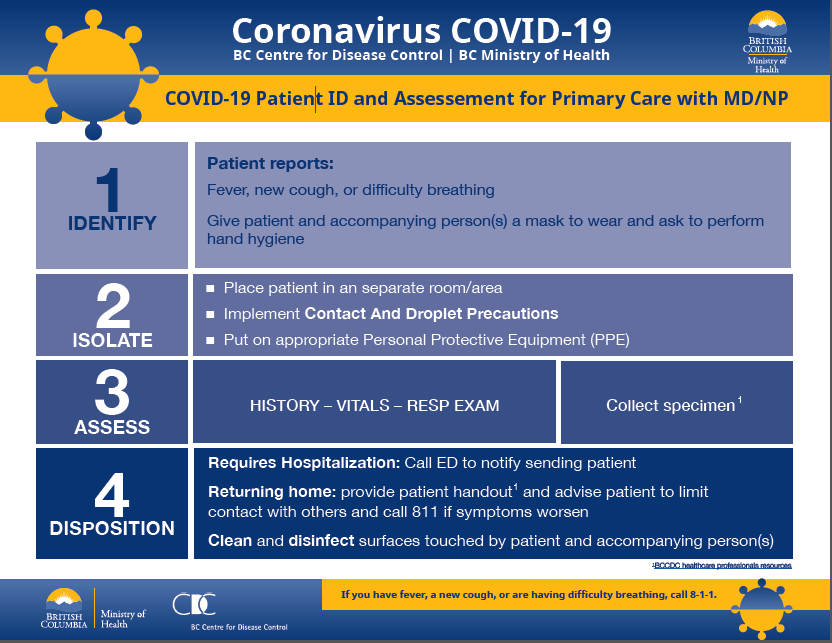 Coronavirus COVID-19
BC Centre for Disease Control | BC Ministry of Health
BRITISH
COLUMBIA
Ministry of
Health
COVID-19 Patient ID and Assessement for Primary Care with MD/NP
1
IDENTIFY
Patient reports:
Fever, new cough, or difficulty breathing
Give patient and accompanying person(s) a mask to wear and ask to perform
hand hygiene
2
ISOLATE
▪ Place patient in an separate room/area
▪ Implement Contact And Droplet Precautions
▪ Put on appropriate Personal Protective Equipment (PPE)
3
ASSESS
HISTORY – VITALS – RESP EXAM
Collect specimen¹
4
DISPOSITION
Requires Hospitalization: Call ED to notify sending patient
Returning home: provide patient handout¹ and advise patient to limit
contact with others and call 811 if symptoms worsen
Clean and disinfect surfaces touched by patient and accompanying person(s)
¹BCCDC healthcare professionals resources
BRITISH
COLUMBIA
Ministry of
Health
CDC
BC Centre for Disease Control
If you have fever, a new cough, or are having difficulty breathing, call 8-1-1.